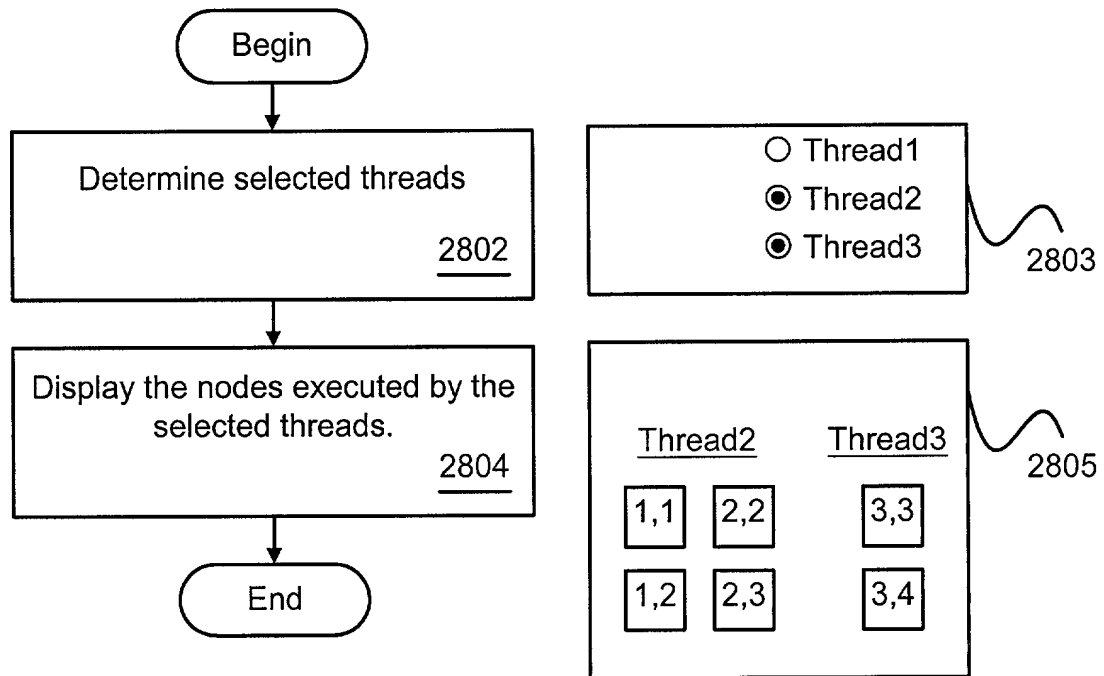 Begin
Determine selected threads
2802
Display the nodes executed by the
selected threads.
2804
End
Thread1
Thread2
Thread3
2803
Thread2 Thread3
1,1 2,2 3,3
1,2 2,3 3,4
2805